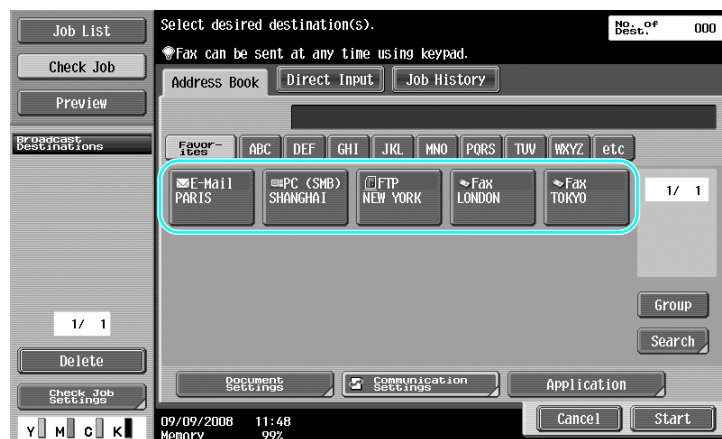 Job List
Check Job
Preview
Broadcast
Destinations
1/ 1
Delete
Check Job
Settings
Y M C K
Select desired destination(s).
Fax can be sent at any time using keypad.
No. of
Dest.
000
Address Book
Direct Input
Job History
Favor-
ites
ABC
DEF
GHI
JKL
MNO
PQRS
TUV
WXYZ
etc
E-Mail
PARIS
PC (SMB)
SHANGHAI
FTP
NEW YORK
Fax
LONDON
Fax
TOKYO
1/ 1
Group
Search
Document
Settings
Communication
Settings
Application
09/09/2008 11:48
Memory 99%
Cancel
Start